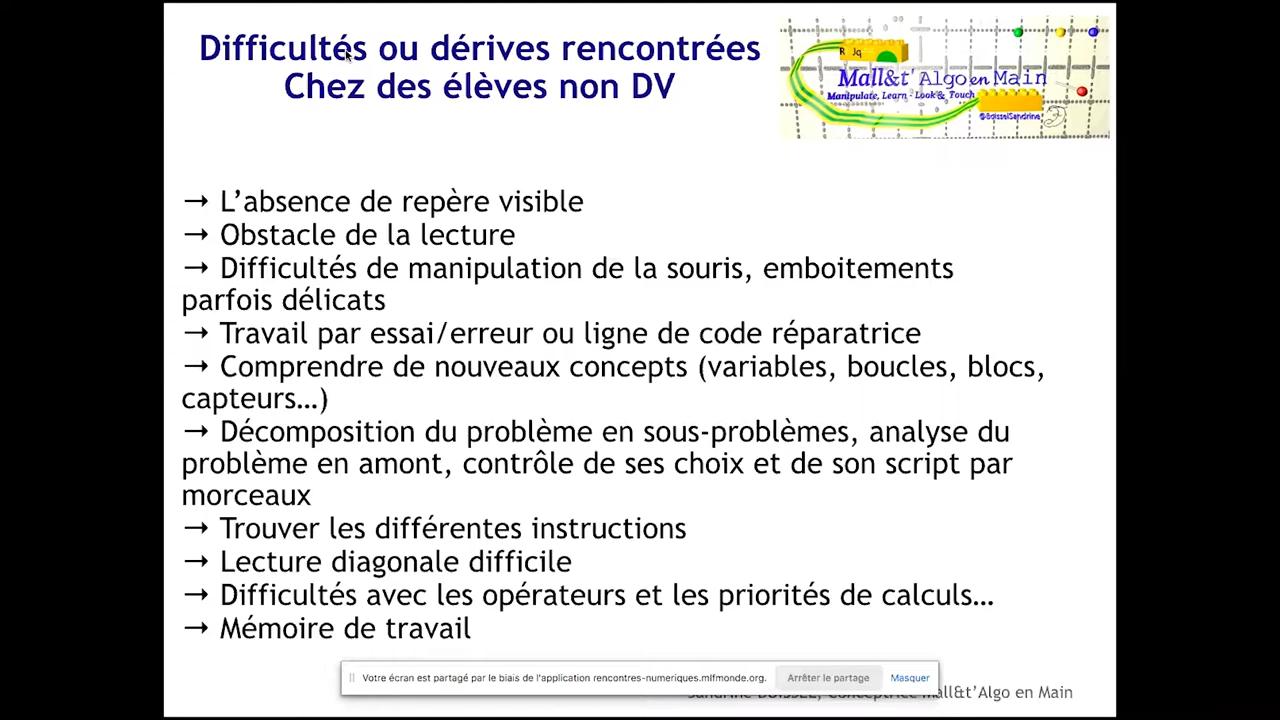 Difficultés ou dérives rencontrées
Chez des élèves non DV
R Jq
Mall&t' Algo en Main
Manipulate, Learn - Look & Touch
@BoisselSandrine
→ L’absence de repère visible
→ Obstacle de la lecture
→ Difficultés de manipulation de la souris, emboitements
parfois délicats
→ Travail par essai/erreur ou ligne de code réparatrice
→ Comprendre de nouveaux concepts (variables, boucles, blocs,
capteurs…)
→ Décomposition du problème en sous-problèmes, analyse du
problème en amont, contrôle de ses choix et de son script par
morceaux
→ Trouver les différentes instructions
→ Lecture diagonale difficile
→ Difficultés avec les opérateurs et les priorités de calculs…
→ Mémoire de travail
Votre écran est partagé par le biais de l'application rencontres-numeriques.mlfmonde.org.
Arrêter le partage
Masquer
Sandrine BOISSEL, Conceptrice Mall&t’Algo en Main